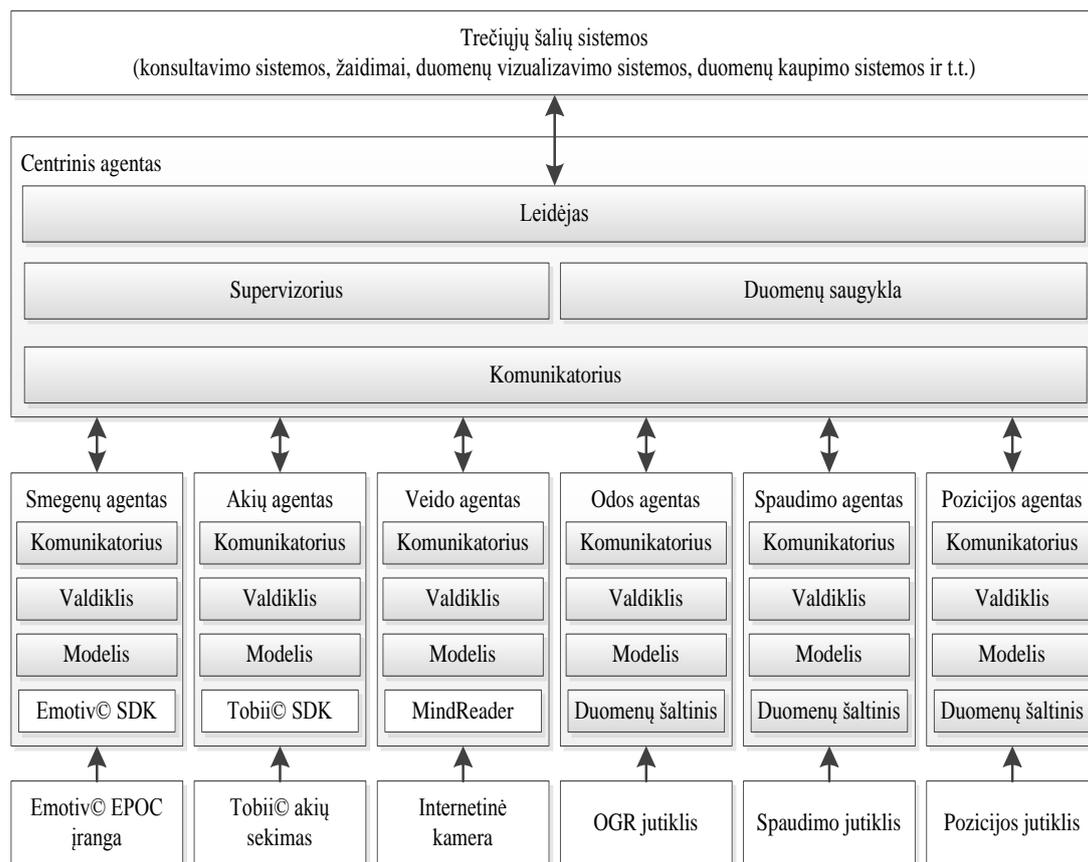 Trečiųjų šalių sistemos
(konsultavimo sistemos, žaidimai, duomenų vizualizavimo sistemos, duomenų kaupimo sistemos ir t.t.)
Centrinis agentas
Leidėjas
Supervizorius
Duomenų saugykla
Komunikatorius
Smegenų agentas
Komunikatorius
Valdiklis
Modelis
Emotiv© SDK
Akių agentas
Komunikatorius
Valdiklis
Modelis
Tobii© SDK
Veido agentas
Komunikatorius
Valdiklis
Modelis
MindReader
Odos agentas
Komunikatorius
Valdiklis
Modelis
Duomenų šaltinis
Spaudimo agentas
Komunikatorius
Valdiklis
Modelis
Duomenų šaltinis
Pozicijos agentas
Komunikatorius
Valdiklis
Modelis
Duomenų šaltinis
Emotiv© EPOC
įranga
Tobii© akių
sekimas
Internetinė
kamera
OGR jutiklis
Spaudimo jutiklis
Pozicijos jutiklis